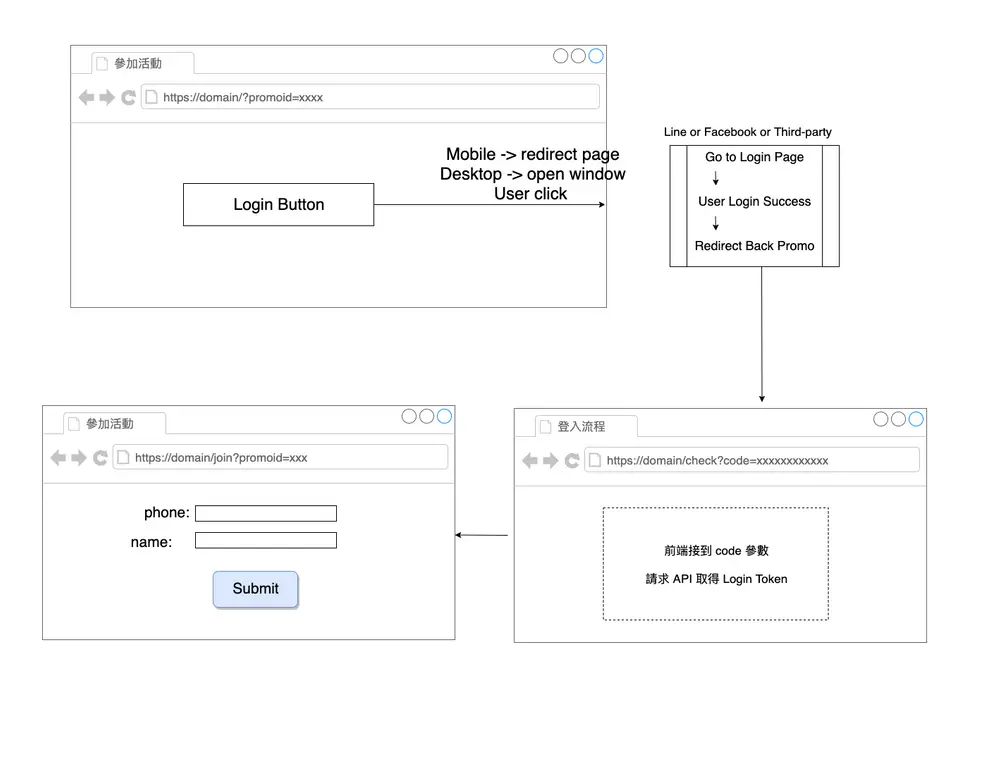 參加活動
https://domain/?promoid=xxxx
Mobile -> redirect page
Desktop -> open window
User click
Login Button
Line or Facebook or Third-party
Go to Login Page
User Login Success
Redirect Back Promo
登入流程
https://domain/check?code=xxxxxxxxxxxx
前端接到 code 參數
請求 API 取得 Login Token
參加活動
https://domain/join?promoid=xxx
phone:
name:
Submit